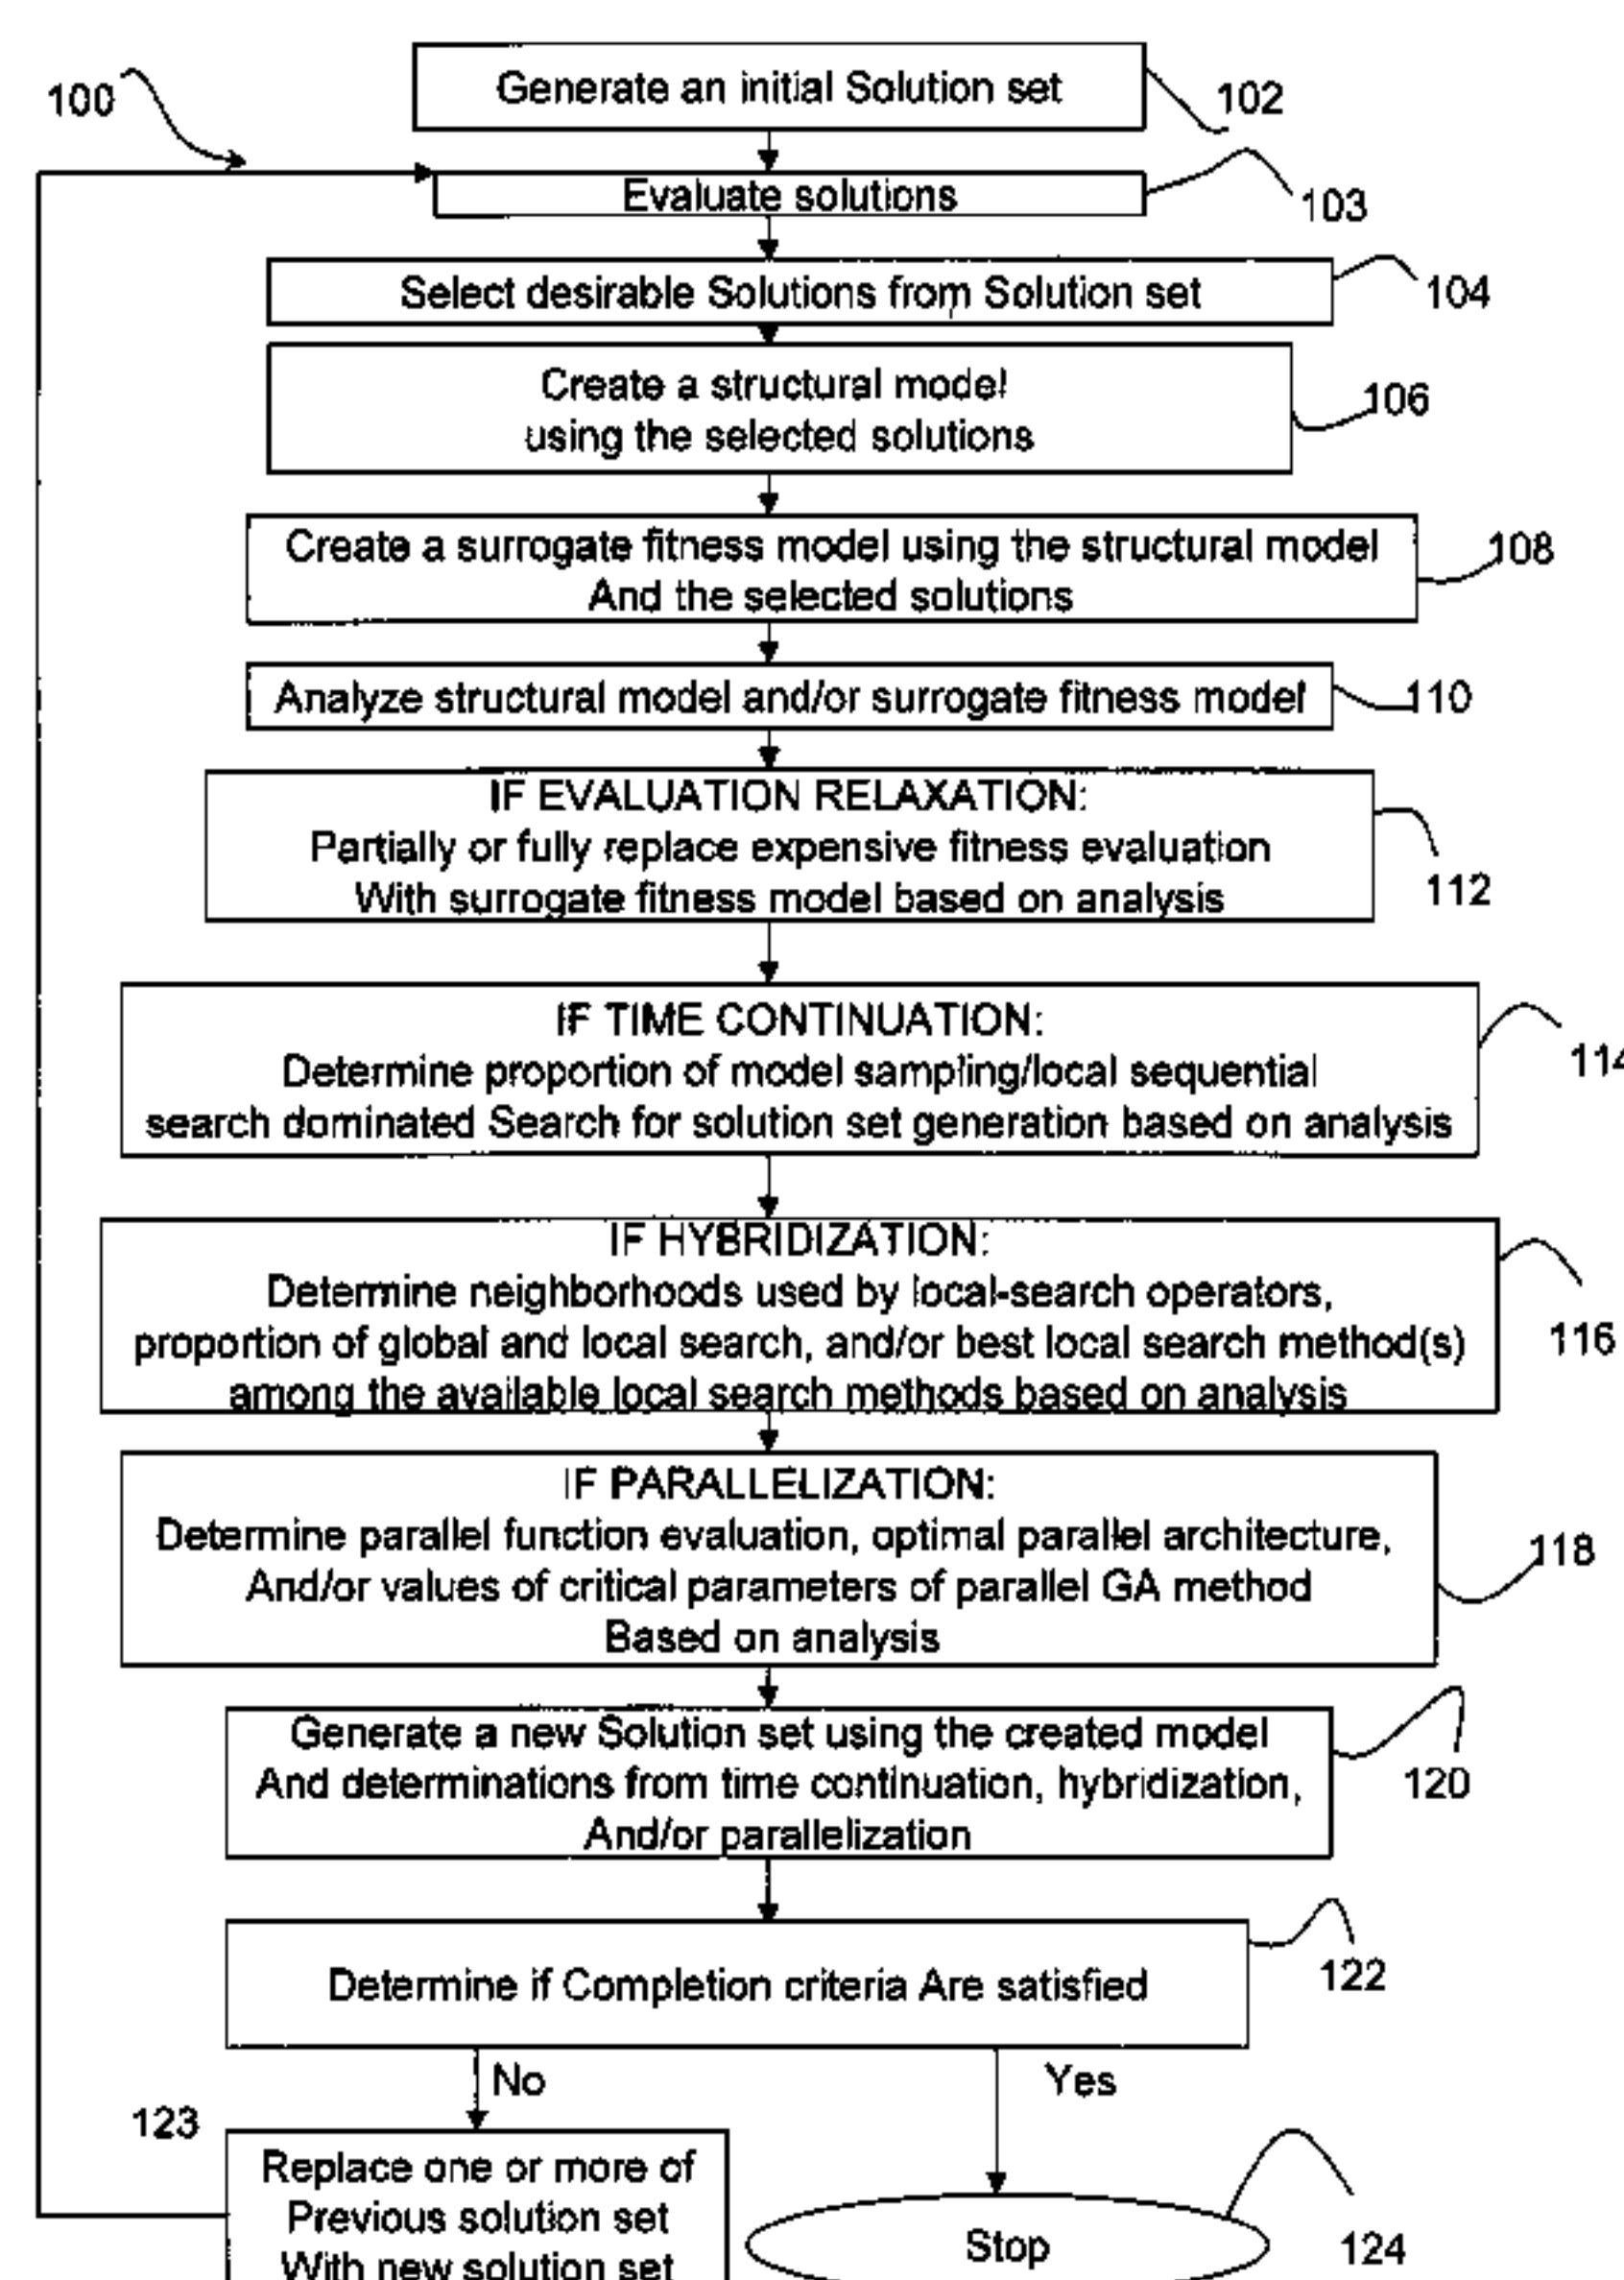 100
Generate an initial Solution set
102
Evaluate solutions
103
Select desirable Solutions from Solution set
104
Create a structural model
using the selected solutions
106
Create a surrogate fitness model using the structural model
And the selected solutions
108
Analyze structural model and/or surrogate fitness model
110
IF EVALUATION RELAXATION:
Partially or fully replace expensive fitness evaluation
With surrogate fitness model based on analysis
112
IF TIME CONTINUATION:
Determine proportion of model sampling/local sequential
search dominated Search for solution set generation based on analysis
114
IF HYBRIDIZATION:
Determine neighborhoods used by local-search operators,
proportion of global and local search, and/or best local search method(s)
among the available local search methods based on analysis
116
IF PARALLELIZATION:
Determine parallel function evaluation, optimal parallel architecture,
And/or values of critical parameters of parallel GA method
Based on analysis
118
Generate a new Solution set using the created model
And determinations from time continuation, hybridization,
And/or parallelization
120
Determine if Completion criteria Are satisfied
122
No
Yes
123
Replace one or more of
Previous solution set
With new solution set
Stop
124